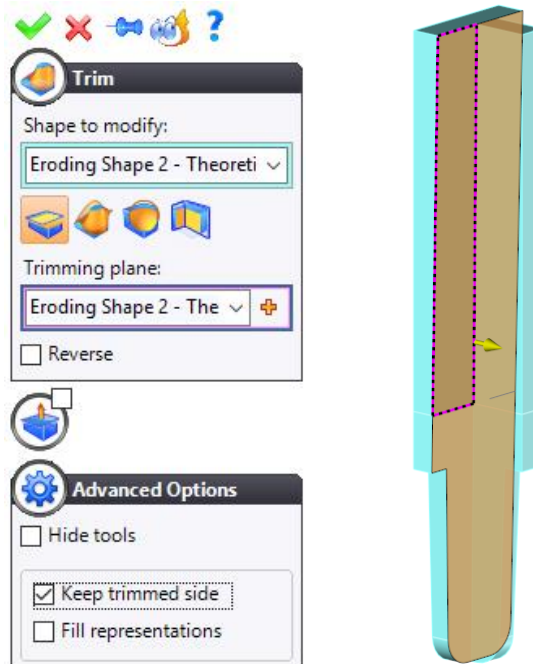 ?
Trim
Shape to modify:
Eroding Shape 2 - Theoreti
Trimming plane:
Eroding Shape 2 - The
Reverse
Advanced Options
Hide tools
Keep trimmed side
Fill representations